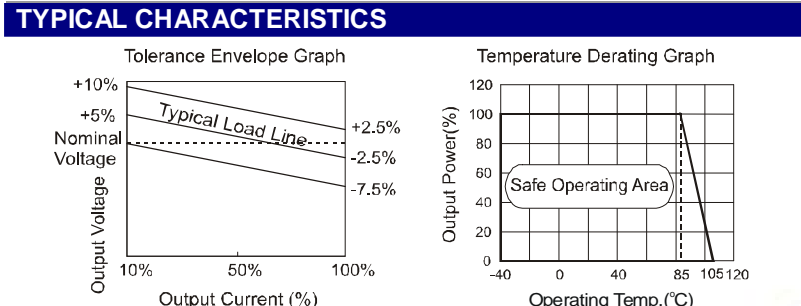 TYPICAL CHARACTERISTICS
Tolerance Envelope Graph
+10%
+5%
Nominal
Voltage
Output Voltage
Typical Load Line
+2.5%
-2.5%
-7.5%
10%
50%
100%
Output Current (%)
Temperature Derating Graph
Output Power(%)
120
100
80
60
40
20
0
Safe Operating Area
-40
0
40
85
105
120
Operating Temp.(°C)